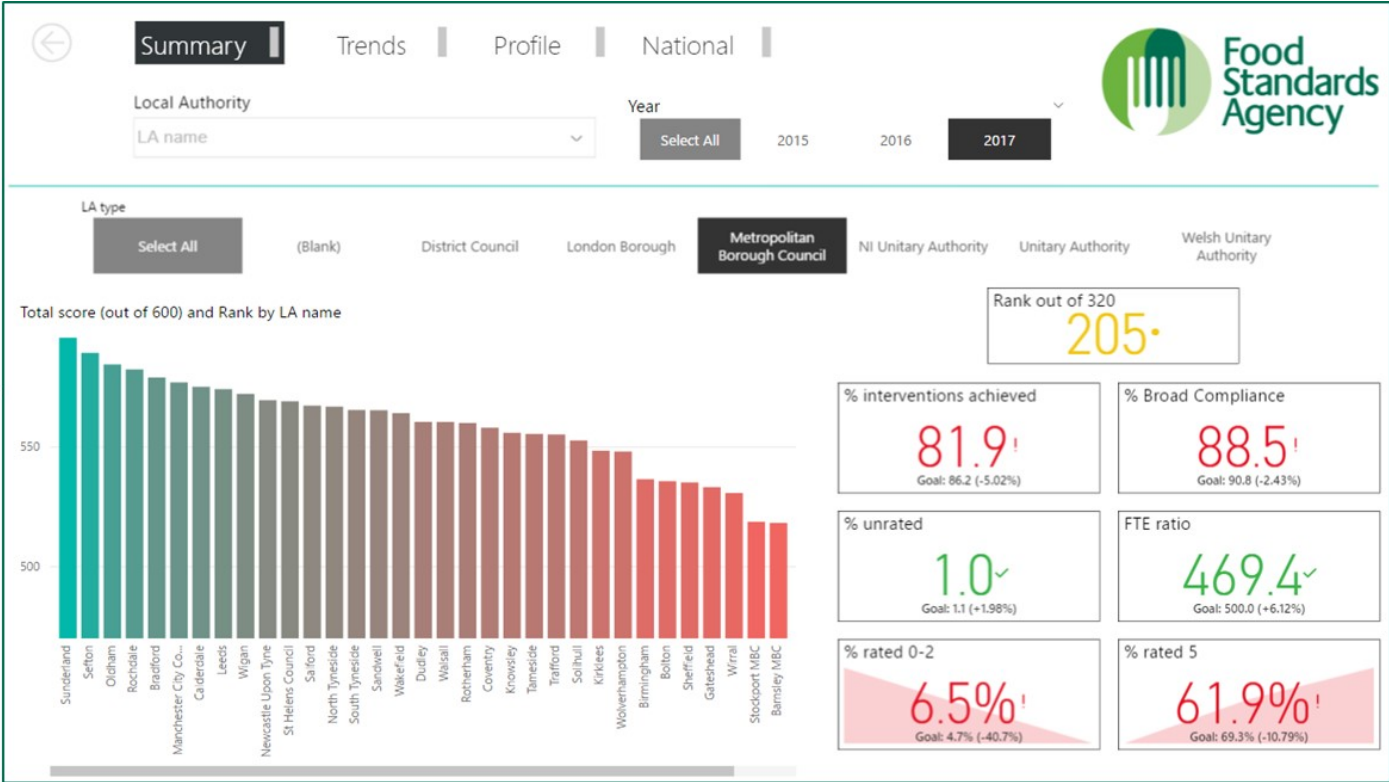 Summary
Trends
Profile
National
Food
Standards
Agency
Local Authority
LA name
Year
Select All
2015
2016
2017
LA type
Select All
(Blank)
District Council
London Borough
Metropolitan
Borough Council
NI Unitary Authority
Unitary Authority
Welsh Unitary
Authority
Total score (out of 600) and Rank by LA name
550
500
Sunderland
Sefton
Oldham
Rochdale
Bradford
Manchester City Co...
Calderdale
Leeds
Wigan
Newcastle Upon Tyne
St Helens Council
Salford
North Tyneside
South Tyneside
Sandwell
Wakefield
Dudley
Walsall
Rotherham
Coventry
Knowsley
Tameside
Trafford
Solihull
Kirklees
Wolverhampton
Birmingham
Bolton
Sheffield
Gateshead
Wirral
Stockport MBC
Barnsley MBC
Rank out of 320
205
% interventions achieved
81.9!
Goal: 86.2 (-5.02%)
% Broad Compliance
88.5!
Goal: 90.8 (-2.43%)
% unrated
1.0
Goal: 1.1 (+1.98%)
FTE ratio
469.4
Goal: 500.0 (+6.12%)
% rated 0-2
6.5%!
Goal: 4.7% (-40.7%)
% rated 5
61.9%!
Goal: 69.3% (-10.79%)